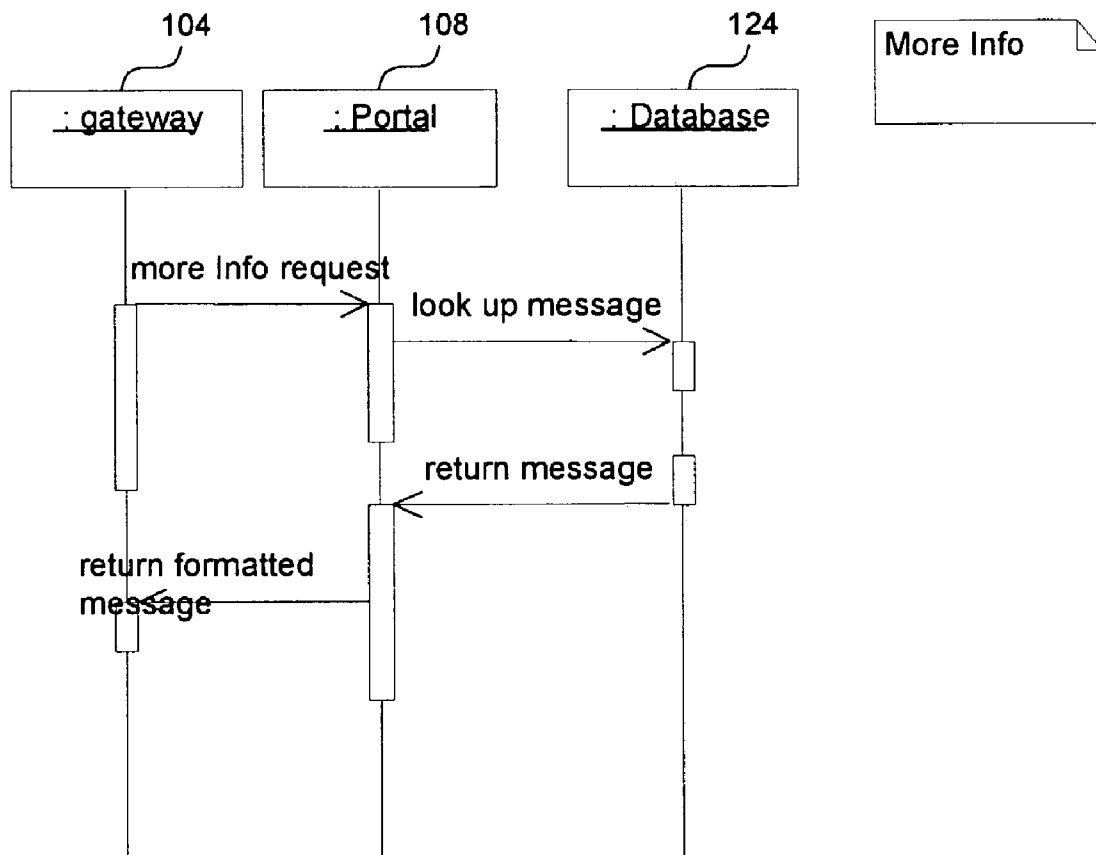 104
108
124
More Info
: gateway
: Portal
: Database
more Info request
look up message
return message
return formatted
message